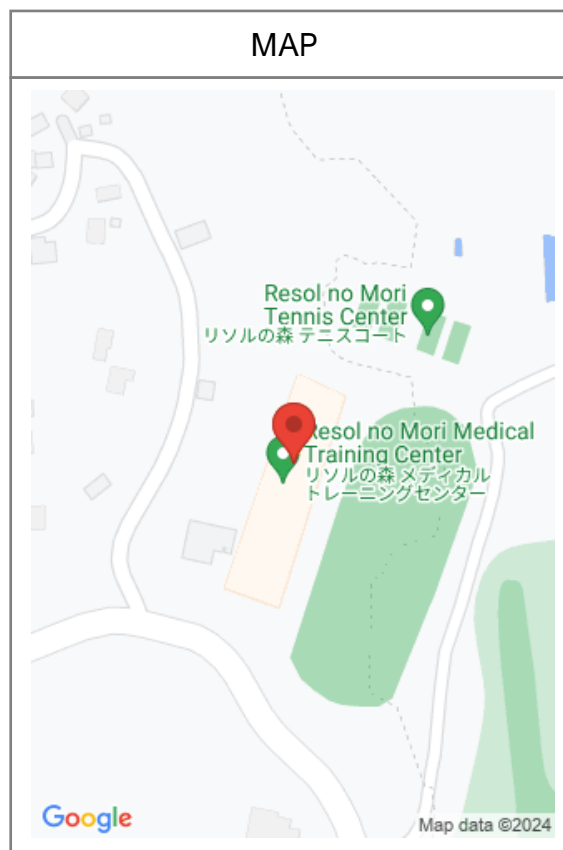 MAP
Resol no Mori
Tennis Center
リソルの森 テニスコート
Resol no Mori Medical
Training Center
リソルの森 メディカル
トレーニングセンター
Google
Map data ©2024